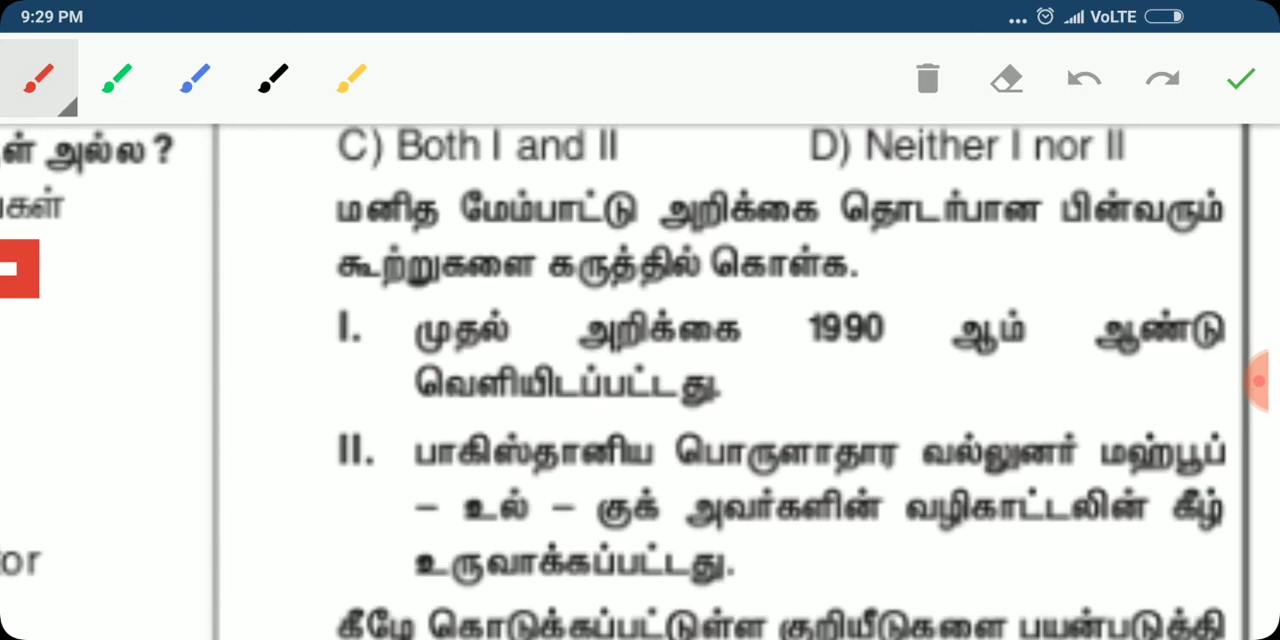 9:29 PM
... VoLTE
ள் அல்ல ?
C) Both I and II D) Neither I nor II
கள்
மனித மேம்பாட்டு அறிக்கை தொடர்பான பின்வரும்
கூற்றுகளை கருத்தில் கொள்க.
I. முதல் அறிக்கை 1990 ஆம் ஆண்டு
வெளியிடப்பட்டது.
II. பாகிஸ்தானிய பொருளாதார வல்லுனர் மஹ்பூப்
– உல் – குக் அவர்களின் வழிகாட்டலின் கீழ்
or உருவாக்கப்பட்டது.
கீழே கொடுக்கப்பட்டுள்ள குறியீடுகளை பயன்படுத்தி